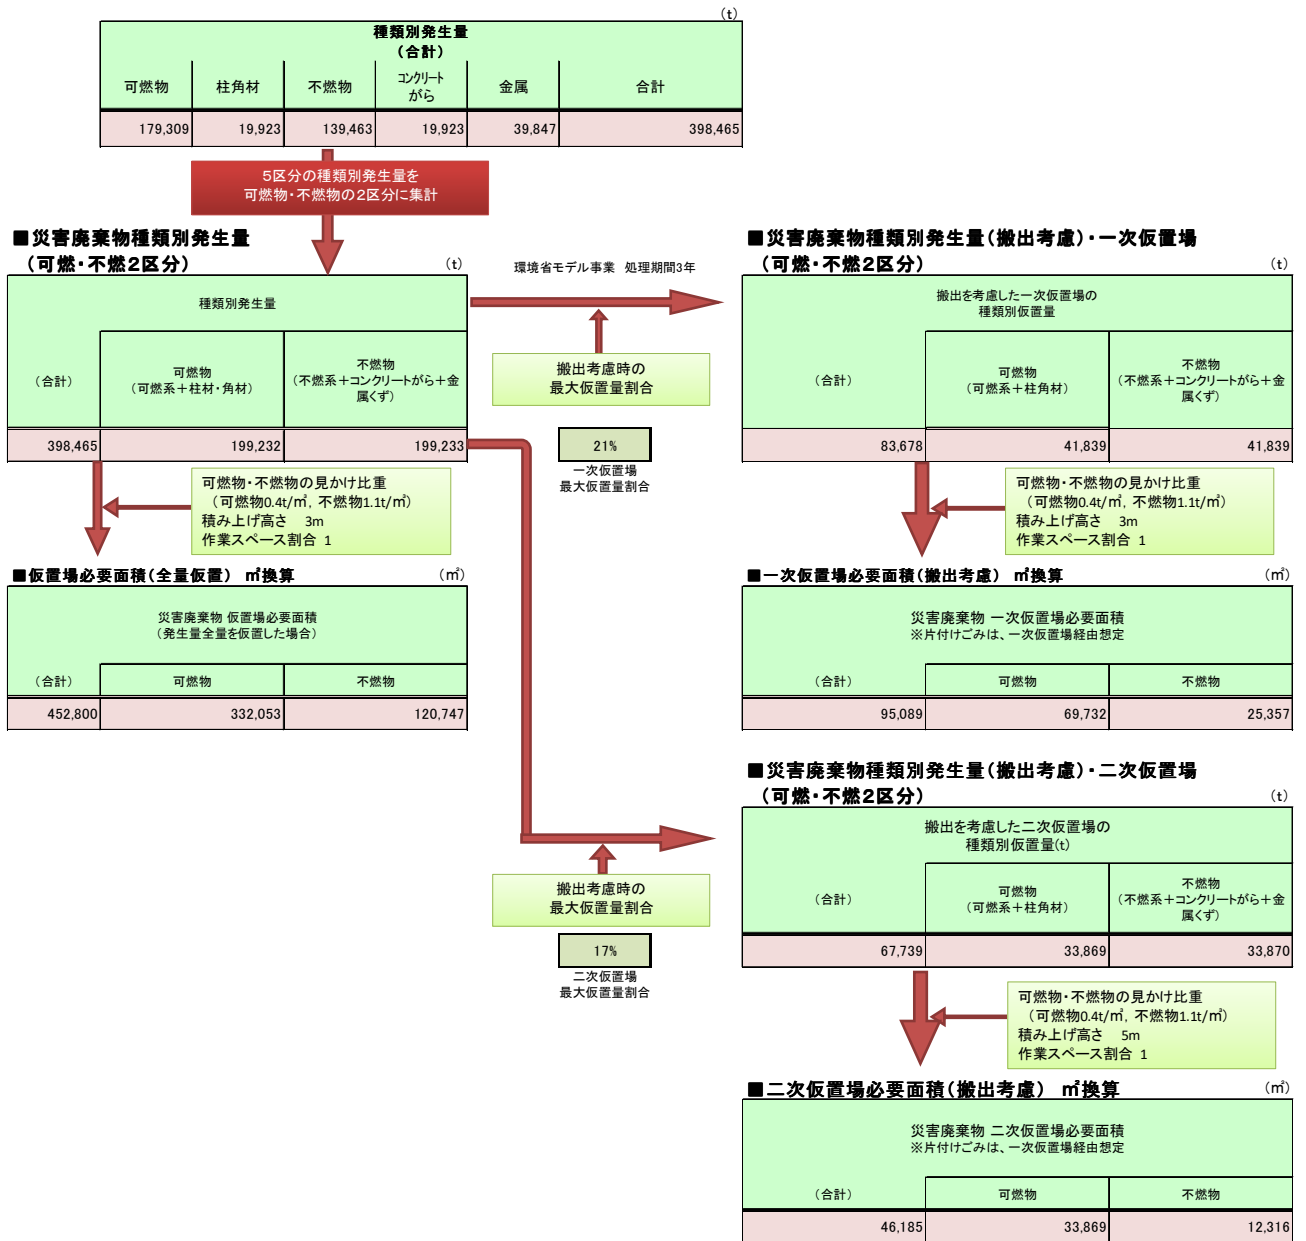 (t)
種類別発生量
(合計)
可燃物 柱角材 不燃物 コンクリート
がら 金属 合計
179,309 19,923 139,463 19,923 39,847 398,465
5区分の種類別発生量を
可燃物・不燃物の2区分に集計
■災害廃棄物種類別発生量
(可燃・不燃2区分) (t)
種類別発生量
(合計) 可燃物
(可燃系+柱材・角材) 不燃物
(不燃系+コンクリートがら+金
属くず)
398,465 199,232 199,233
環境省モデル事業 処理期間3年
搬出考慮時の
最大仮置量割合
21%
一次仮置場
最大仮置量割合
■災害廃棄物種類別発生量(搬出考慮)・一次仮置場
(可燃・不燃2区分) (t)
搬出を考慮した一次仮置場の
種類別仮置量
(合計) 可燃物
(可燃系+柱角材) 不燃物
(不燃系+コンクリートがら+金
属くず)
83,678 41,839 41,839
可燃物・不燃物の見かけ比重
(可燃物0.4t/㎥, 不燃物1.1t/㎥)
積み上げ高さ 3m
作業スペース割合 1
可燃物・不燃物の見かけ比重
(可燃物0.4t/㎥, 不燃物1.1t/㎥)
積み上げ高さ 3m
作業スペース割合 1
■仮置場必要面積(全量仮置) ㎡換算 (㎡)
災害廃棄物 仮置場必要面積
(発生量全量を仮置した場合)
(合計) 可燃物 不燃物
452,800 332,053 120,747
■一次仮置場必要面積(搬出考慮) ㎡換算 (㎡)
災害廃棄物 一次仮置場必要面積
※片付けごみは、一次仮置場経由想定
(合計) 可燃物 不燃物
95,089 69,732 25,357
■災害廃棄物種類別発生量(搬出考慮)・二次仮置場
(可燃・不燃2区分) (t)
搬出を考慮した二次仮置場の
種類別仮置量(t)
(合計) 可燃物
(可燃系+柱角材) 不燃物
(不燃系+コンクリートがら+金
属くず)
67,739 33,869 33,870
搬出考慮時の
最大仮置量割合
17%
二次仮置場
最大仮置量割合
可燃物・不燃物の見かけ比重
(可燃物0.4t/㎥, 不燃物1.1t/㎥)
積み上げ高さ 5m
作業スペース割合 1
■二次仮置場必要面積(搬出考慮) ㎡換算 (㎡)
災害廃棄物 二次仮置場必要面積
※片付けごみは、一次仮置場経由想定
(合計) 可燃物 不燃物
46,185 33,869 12,316